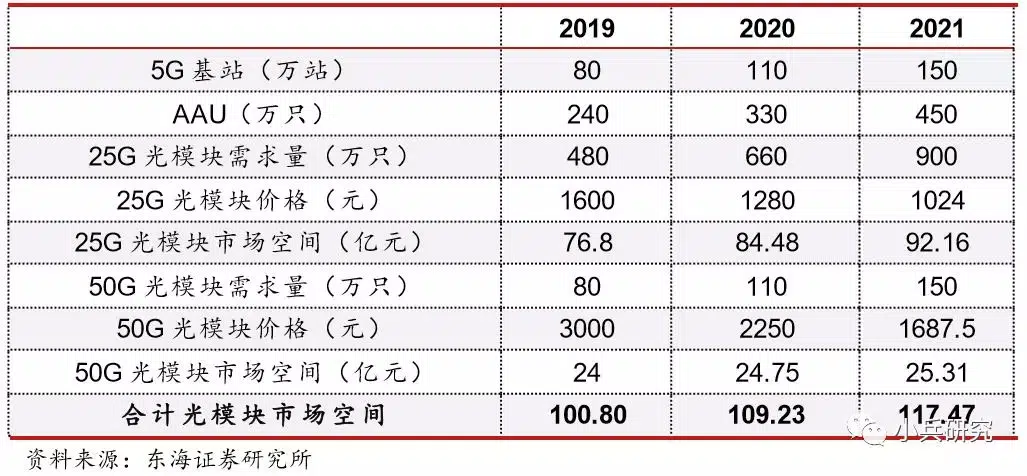 2019 2020 2021
5G 基站（万站） 80 110 150
AAU（万只） 240 330 450
25G 光模块需求量（万只） 480 660 900
25G 光模块价格（元） 1600 1280 1024
25G 光模块市场空间（亿元） 76.8 84.48 92.16
50G 光模块需求量（万只） 80 110 150
50G 光模块价格（元） 3000 2250 1687.5
50G 光模块市场空间（亿元） 24 24.75 25.31
合计光模块市场空间 100.80 109.23 117.47
小兵研究
资料来源：东海证券研究所